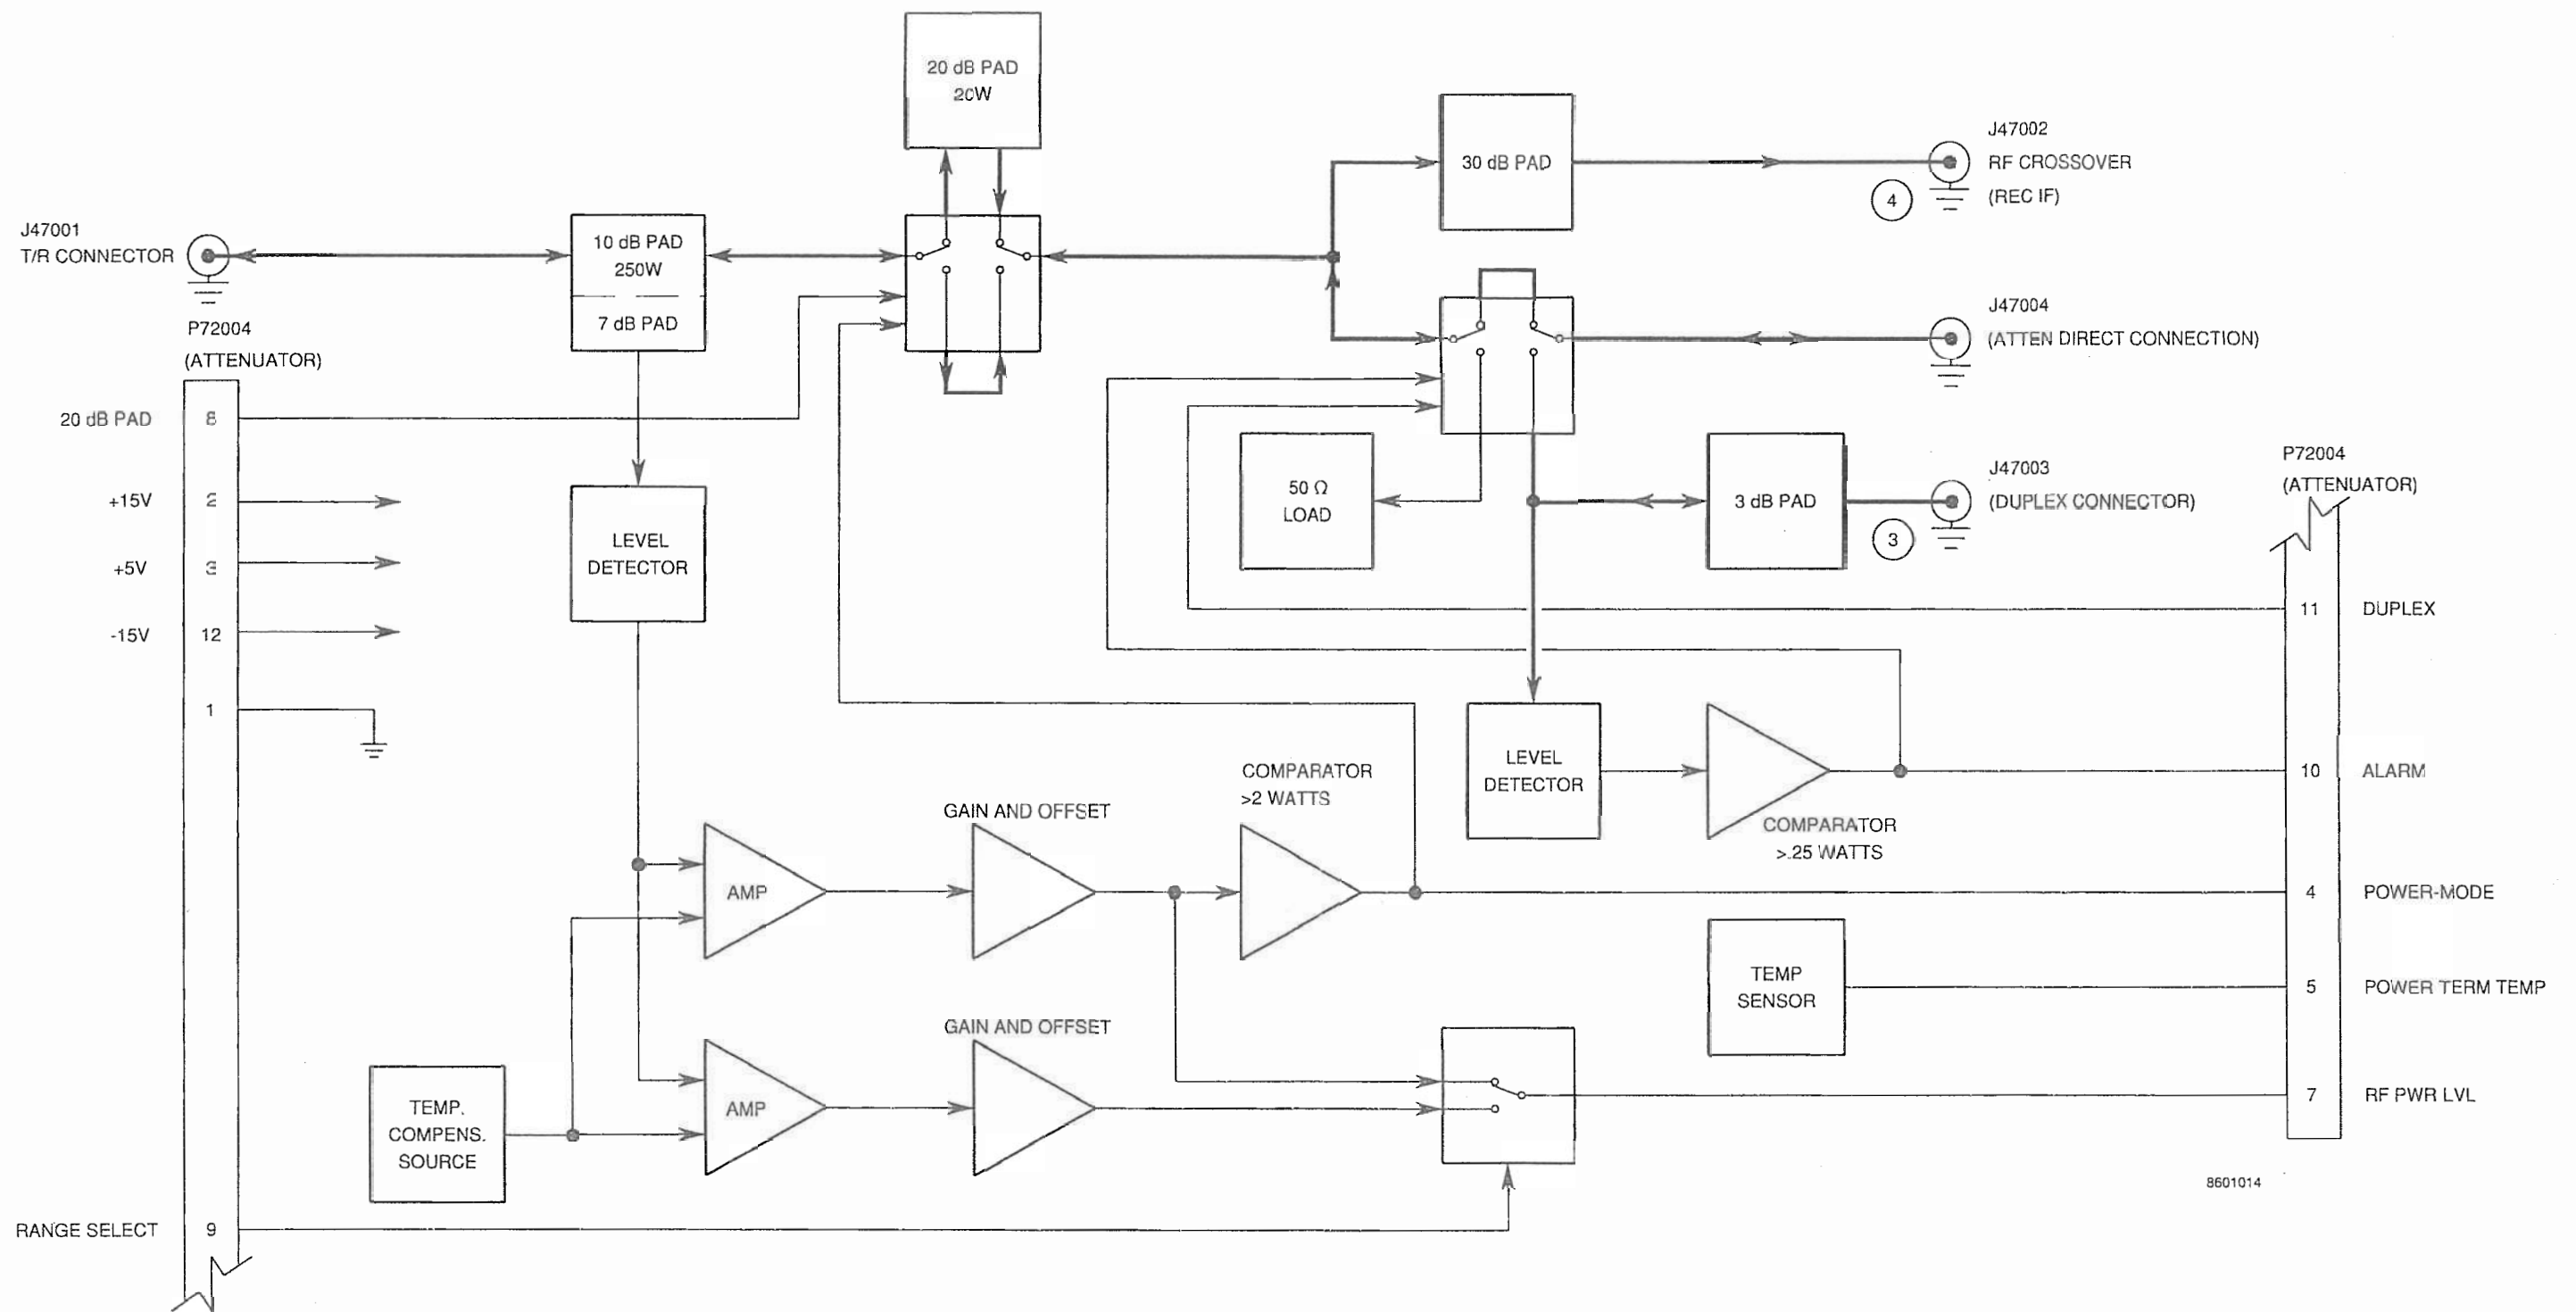 20 dB PAD
20W
J47002
RF CROSSOVER
(REC IF)
4
30 dB PAD
J47001
T/R CONNECTOR
10 dB PAD
250W
7 dB PAD
J47004
(ATTEN DIRECT CONNECTION)
P72004
(ATTENUATOR)
20 dB PAD
8
+15V
2
+5V
3
-15V
12
1
LEVEL
DETECTOR
50 Ω
LOAD
3 dB PAD
J47003
(DUPLEX CONNECTOR)
3
P72004
(ATTENUATOR)
11
DUPLEX
LEVEL
DETECTOR
COMPARATOR
>.25 WATTS
10
ALARM
COMPARATOR
>2 WATTS
GAIN AND OFFSET
AMP
4
POWER-MODE
TEMP
SENSOR
5
POWER TERM TEMP
GAIN AND OFFSET
AMP
TEMP.
COMPENS.
SOURCE
7
RF PWR LVL
8601014
RANGE SELECT
9